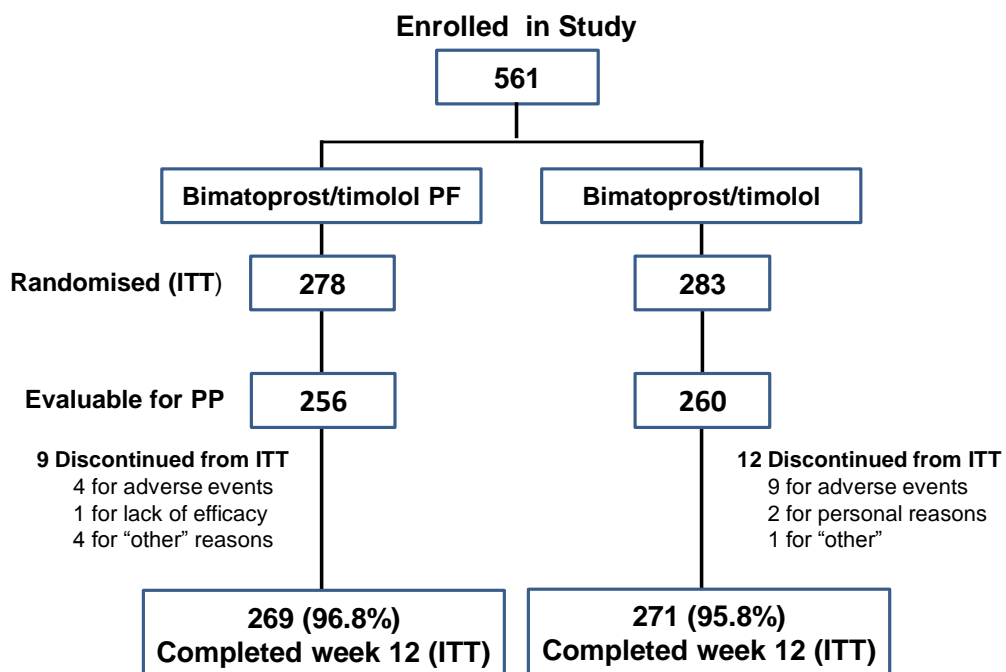 Enrolled in Study
561
Bimatoprost/timolol PF
Bimatoprost/timolol
Randomised (ITT)
278
283
Evaluable for PP
256
260
9 Discontinued from ITT
4 for adverse events
1 for lack of efficacy
4 for “other” reasons
12 Discontinued from ITT
9 for adverse events
2 for personal reasons
1 for “other”
269 (96.8%)
Completed week 12 (ITT)
271 (95.8%)
Completed week 12 (ITT)